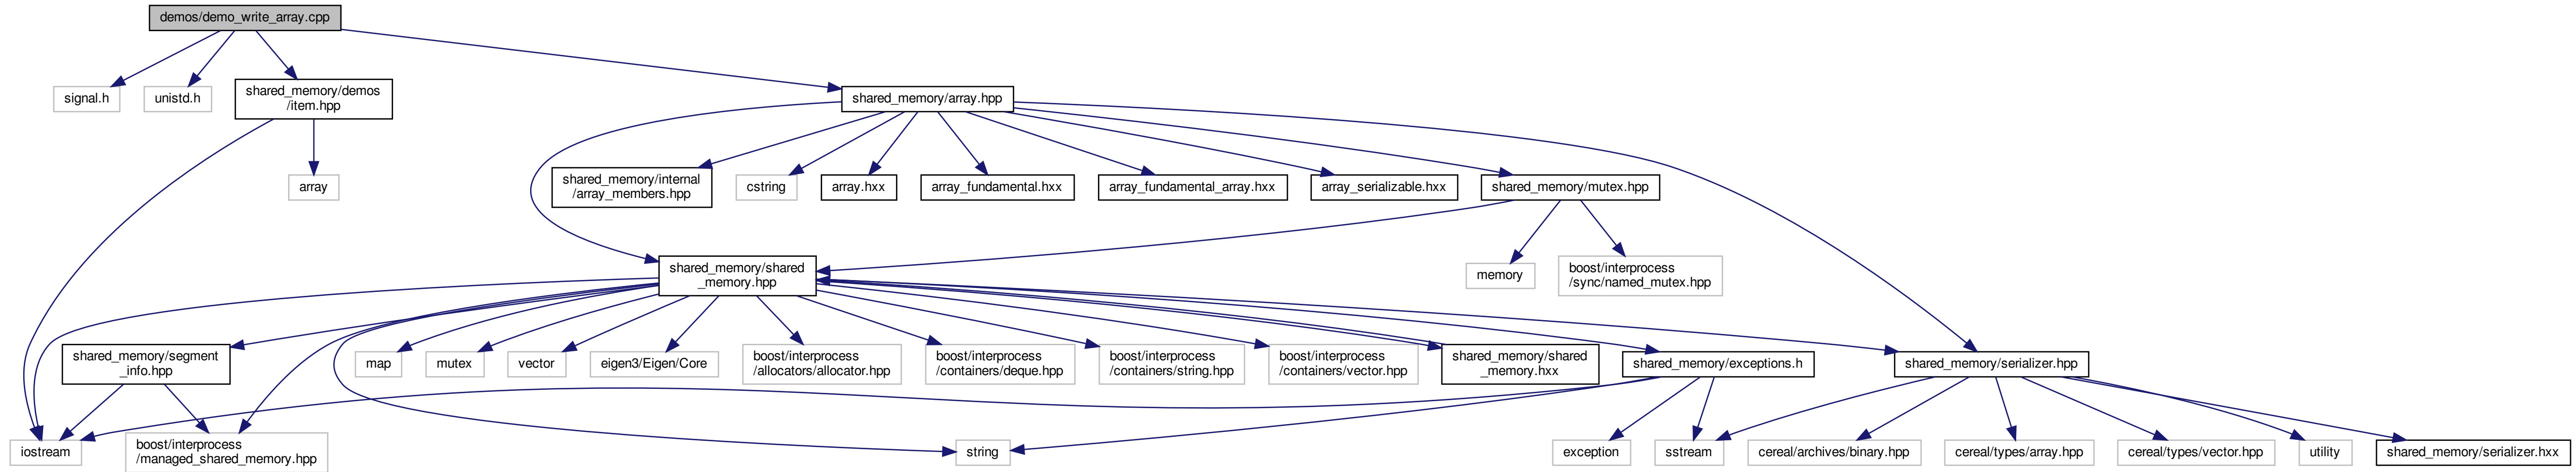 demos/demo_write_array.cpp
signal.h
unistd.h
shared_memory/demos
/item.hpp
shared_memory/array.hpp
array
shared_memory/internal
/array_members.hpp
cstring
array.hxx
array_fundamental.hxx
array_fundamental_array.hxx
array_serializable.hxx
shared_memory/mutex.hpp
shared_memory/shared
_memory.hpp
memory
boost/interprocess
/sync/named_mutex.hpp
shared_memory/segment
_info.hpp
map
mutex
vector
eigen3/Eigen/Core
boost/interprocess
/allocators/allocator.hpp
boost/interprocess
/containers/deque.hpp
boost/interprocess
/containers/string.hpp
boost/interprocess
/containers/vector.hpp
shared_memory/shared
_memory.hxx
shared_memory/exceptions.h
shared_memory/serializer.hpp
iostream
boost/interprocess
/managed_shared_memory.hpp
string
exception
sstream
cereal/archives/binary.hpp
cereal/types/array.hpp
cereal/types/vector.hpp
utility
shared_memory/serializer.hxx